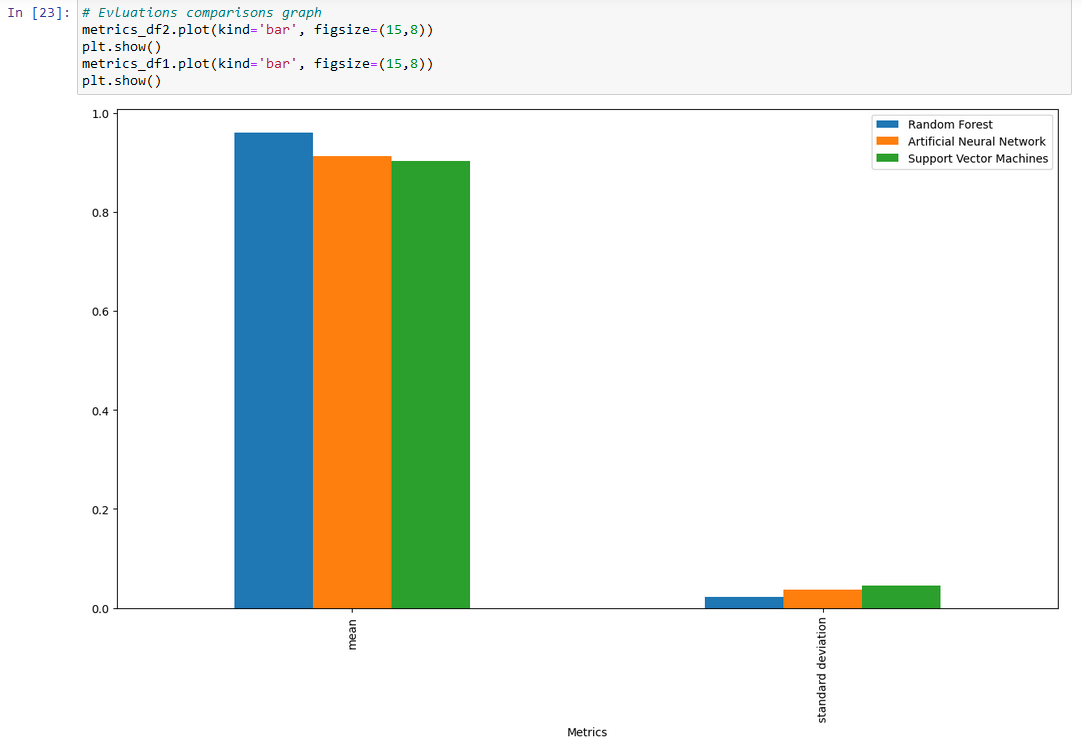 In [23]: # Evluations comparisons graph
metrics_df2.plot(kind='bar', figsize=(15,8))
plt.show()
metrics_df1.plot(kind='bar', figsize=(15,8))
plt.show()
1.0
0.8
0.6
0.4
0.2
0.0
Random Forest
Artificial Neural Network
Support Vector Machines
mean
standard deviation
Metrics